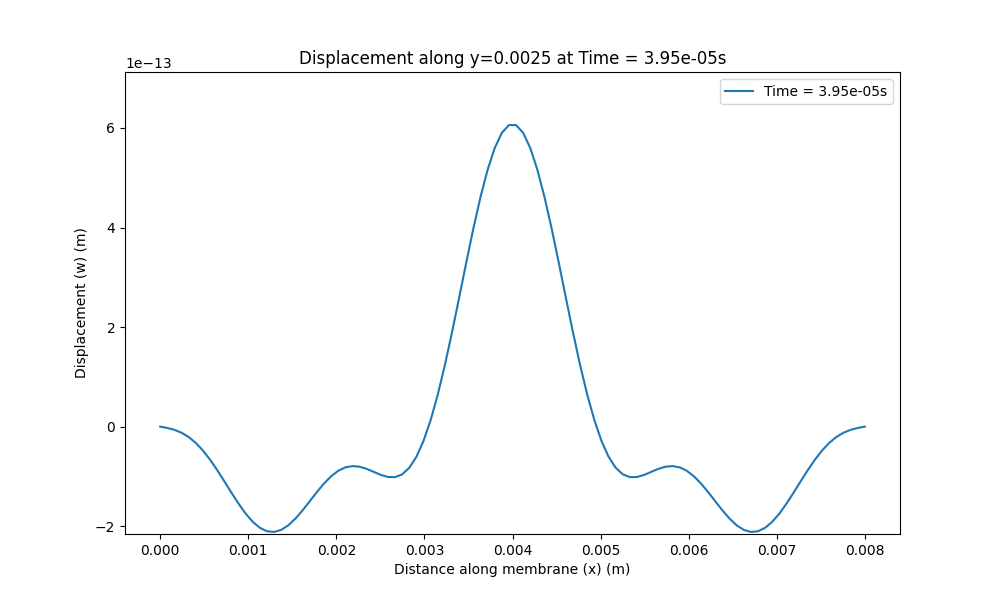 Displacement along y=0.0025 at Time = 3.95e-05s
1e−13
Time = 3.95e-05s
6
4
2
0
−2
Displacement (w) (m)
0.000 0.001 0.002 0.003 0.004 0.005 0.006 0.007 0.008
Distance along membrane (x) (m)